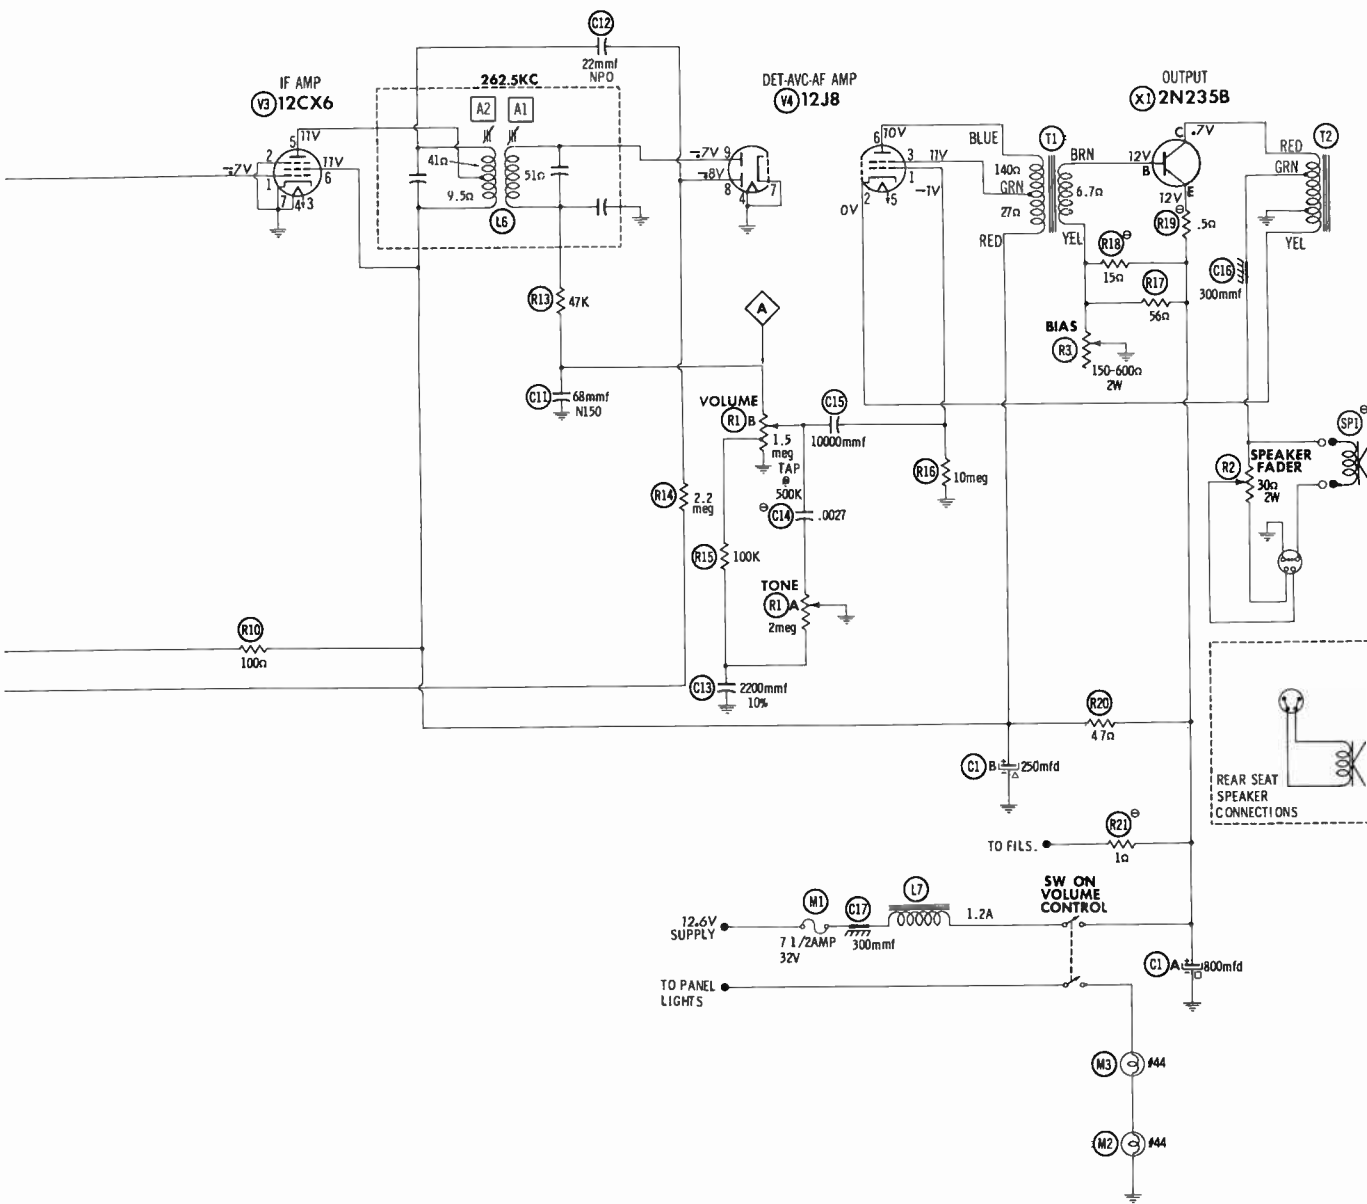 C12
22mmf
NPO
IF AMP
V3 12CX6
262.5KC
A2 A1
DET-AVC-AF AMP
V4 12J8
OUTPUT
X1 2N235B
5 11V
2
-.7V
1
11V
6
7 4 3
41Ω
9.5Ω
51Ω
L6
-.7V 9
-.8V
8
4
7
6 10V
3 11V
1
-1V
2 5
0V
BLUE
T1
140Ω
GRN
27Ω
RED
BRN
6.7Ω
YEL
C .7V
12V
B
E
12V
R19 .5Ω
RED
T2
GRN
YEL
R18
15Ω
R17
56Ω
C16
300mmf
BIAS
R3
150-600Ω
2W
R13 47K
A
C11 68mmf
N150
VOLUME
R1 B
1.5
meg
TAP
@
500K
C15
10000mmf
R16 10meg
R14 2.2
meg
C14 .0027
R15 100K
TONE
R1 A
2meg
SP1
R2 SPEAKER
FADER
30Ω
2W
R10
100Ω
C13 2200mmf
10%
R20
47Ω
C1 B 250mfd
REAR SEAT
SPEAKER
CONNECTIONS
TO FILS.
R21
1Ω
12.6V
SUPPLY
M1
7 1/2AMP
32V
C17
300mmf
L7
1.2A
SW ON
VOLUME
CONTROL
C1 A 800mfd
TO PANEL
LIGHTS
M3 #44
M2 #44